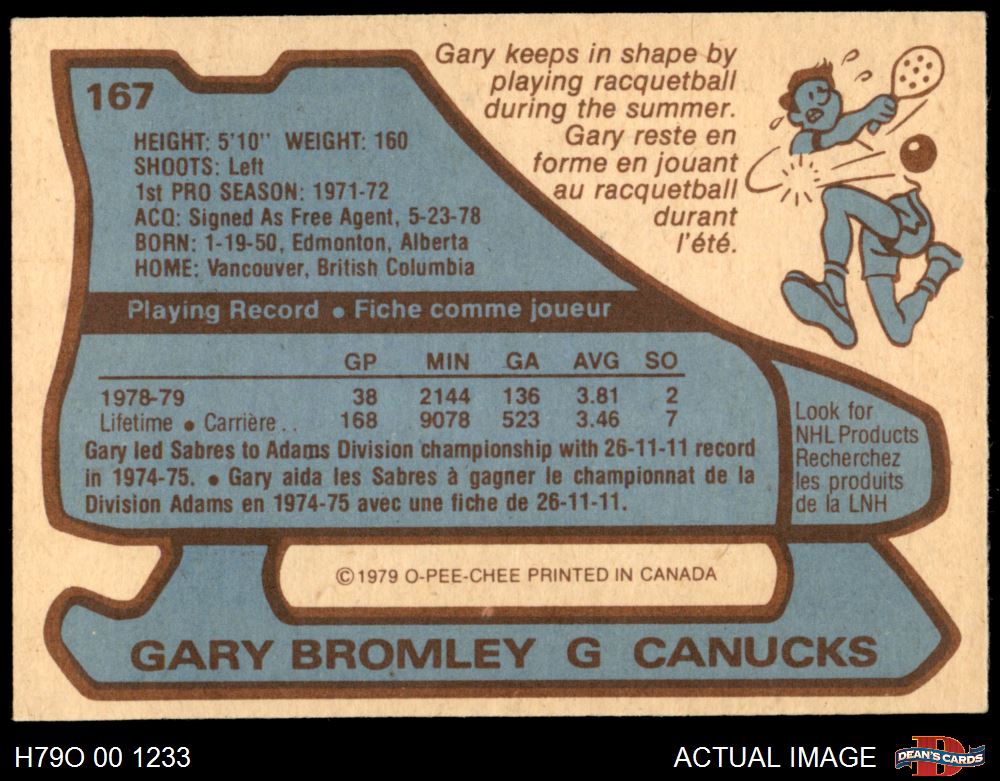 Gary keeps in shape by
playing racquetball
during the summer.
Gary reste en
forme en jouant
au racquetball
durant
l'été.
167
HEIGHT: 5'10" WEIGHT: 160
SHOOTS: Left
1st PRO SEASON: 1971-72
ACQ: Signed As Free Agent, 5-23-78
BORN: 1-19-50, Edmonton, Alberta
HOME: Vancouver, British Columbia
Playing Record • Fiche comme joueur
GP MIN GA AVG SO
1978-79 38 2144 136 3.81 2
Lifetime • Carrière.. 168 9078 523 3.46 7
Gary led Sabres to Adams Division championship with 26-11-11 record
in 1974-75. • Gary aida les Sabres à gagner le championnat de la
Division Adams en 1974-75 avec une fiche de 26-11-11.
Look for
NHL Products
Recherchez
les produits
de la LNH
©1979 O-PEE-CHEE PRINTED IN CANADA
GARY BROMLEY G CANUCKS
H79O 00 1233
ACTUAL IMAGE
D
DEAN'S CARDS